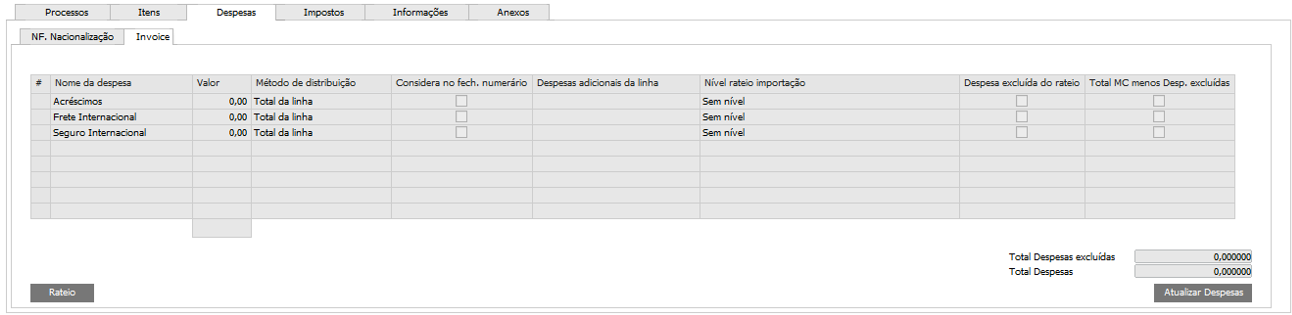 Processos Itens Despesas Impostos Informações Anexos
NF. Nacionalização Invoice
# Nome da despesa Valor Método de distribuição Considera no fech. numerário Despesas adicionais da linha Nível rateio importação Despesa excluída do rateio Total MC menos Desp. excluídas
Acréscimos 0,00 Total da linha Sem nível
Frete Internacional 0,00 Total da linha Sem nível
Seguro Internacional 0,00 Total da linha Sem nível
Total Despesas excluídas 0,000000
Total Despesas 0,000000
Rateio Atualizar Despesas